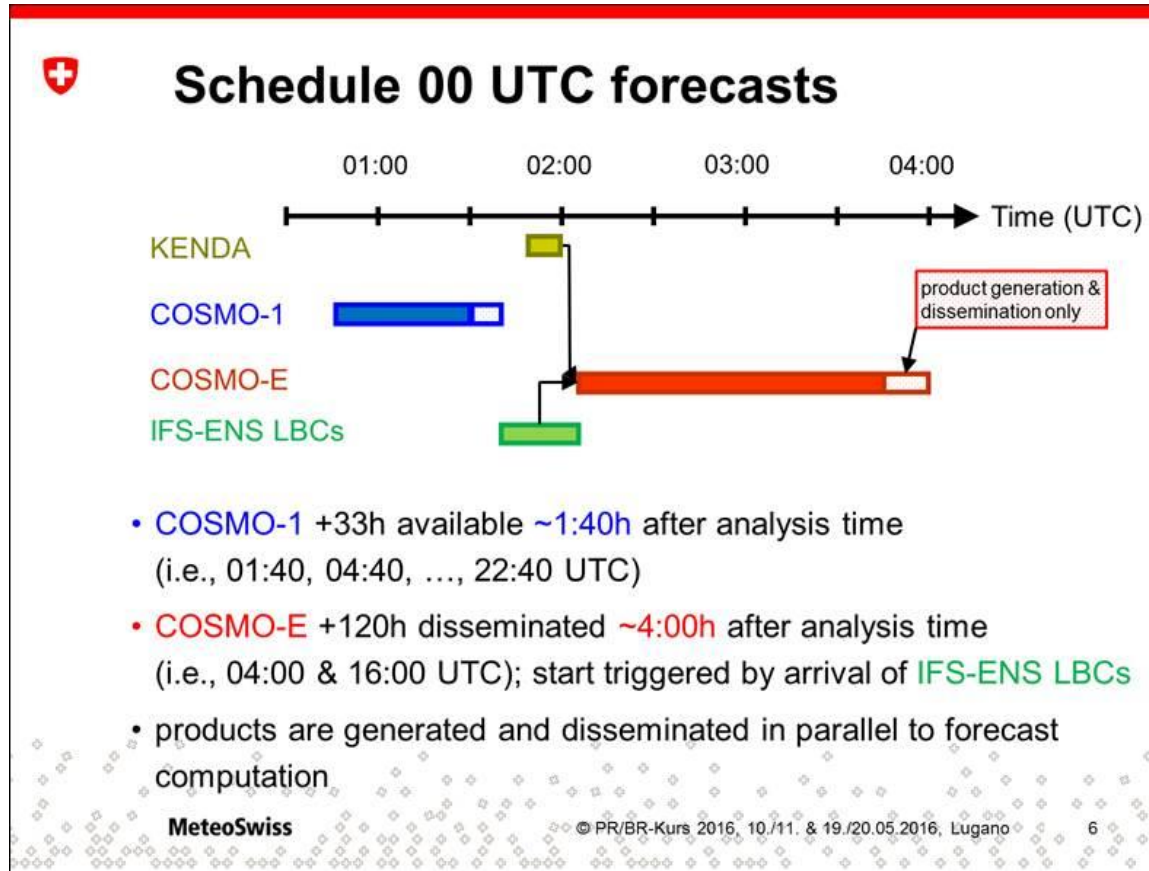 Schedule 00 UTC forecasts
01:00 02:00 03:00 04:00
Time (UTC)
KENDA
product generation &
dissemination only
COSMO-1
COSMO-E
IFS-ENS LBCs
• COSMO-1 +33h available ~1:40h after analysis time
(i.e., 01:40, 04:40, …, 22:40 UTC)
• COSMO-E +120h disseminated ~4:00h after analysis time
(i.e., 04:00 & 16:00 UTC); start triggered by arrival of IFS-ENS LBCs
• products are generated and disseminated in parallel to forecast
computation
MeteoSwiss © PR/BR-Kurs 2016, 10./11. & 19./20.05.2016, Lugano 6